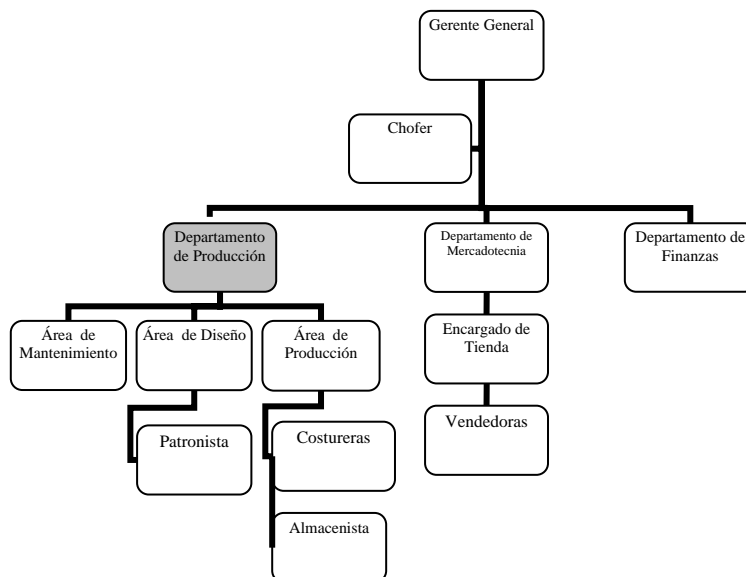 Gerente General
Chofer
Departamento
de Producción
Departamento de
Mercadotecnia
Departamento de
Finanzas
Área de
Mantenimiento
Área de Diseño
Área de
Producción
Encargado de
Tienda
Patronista
Costureras
Vendedoras
Almacenista